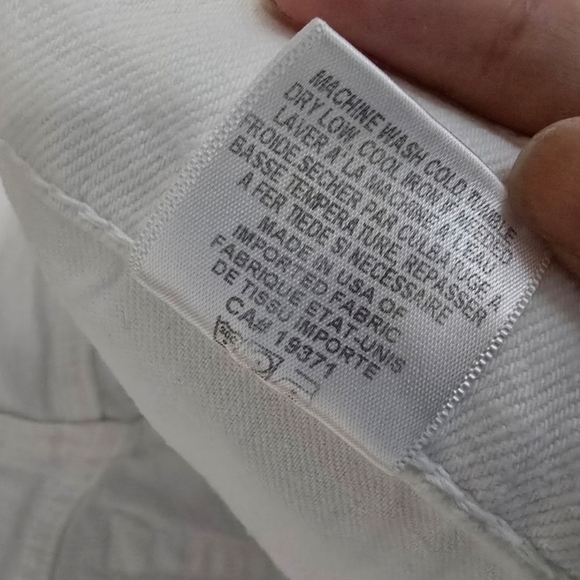 MACHINE WASH COLD TUMBLE
DRY LOW, COOL IRON IF NEEDED
LAVER A LA MACHINE A L'EAU
FROIDE SECHER PAR CULBATUGE A
BASSE TEMPERATURE, REPASSER
A FER TIEDE SI NECESSAIRE
MADE IN USA OF
IMPORTED FABRIC
FABRIQUE ETAT-UNIS
DE TISSU IMPORTE
CA# 19371